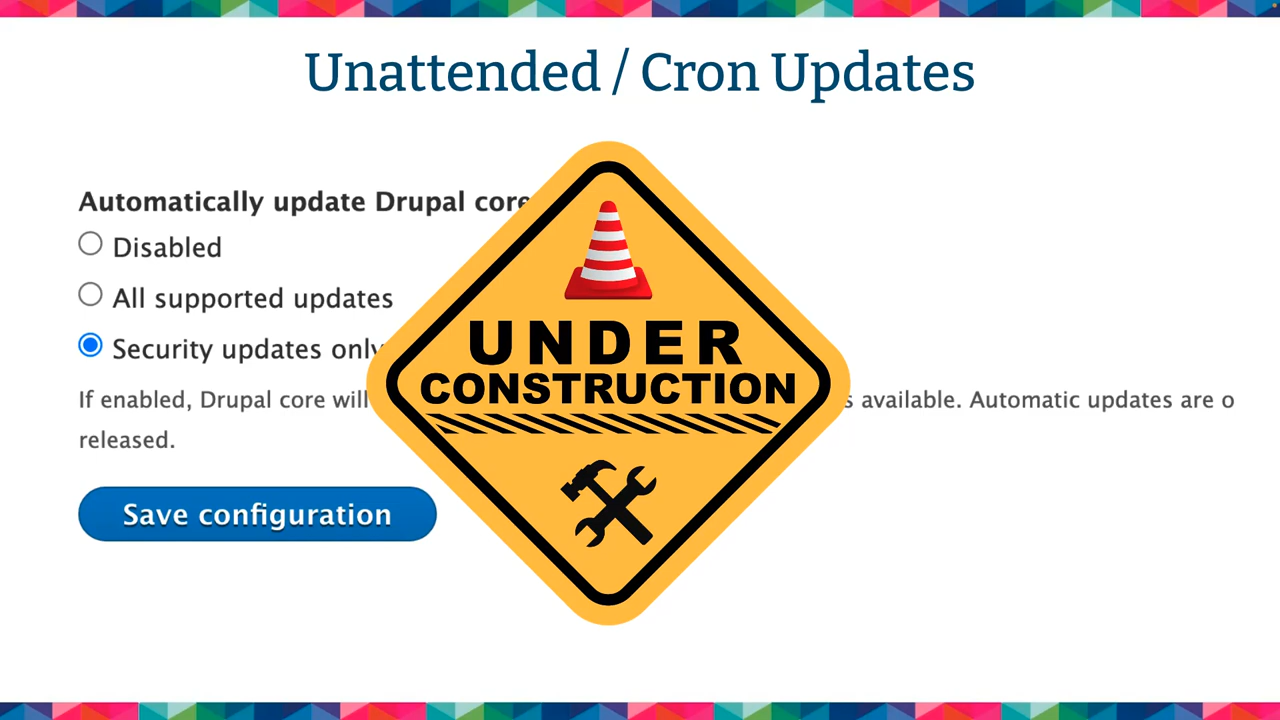 Unattended / Cron Updates
Automatically update Drupal core
Disabled
All supported updates
Security updates only
UNDER
CONSTRUCTION
If enabled, Drupal core will s available. Automatic updates are o
released.
Save configuration